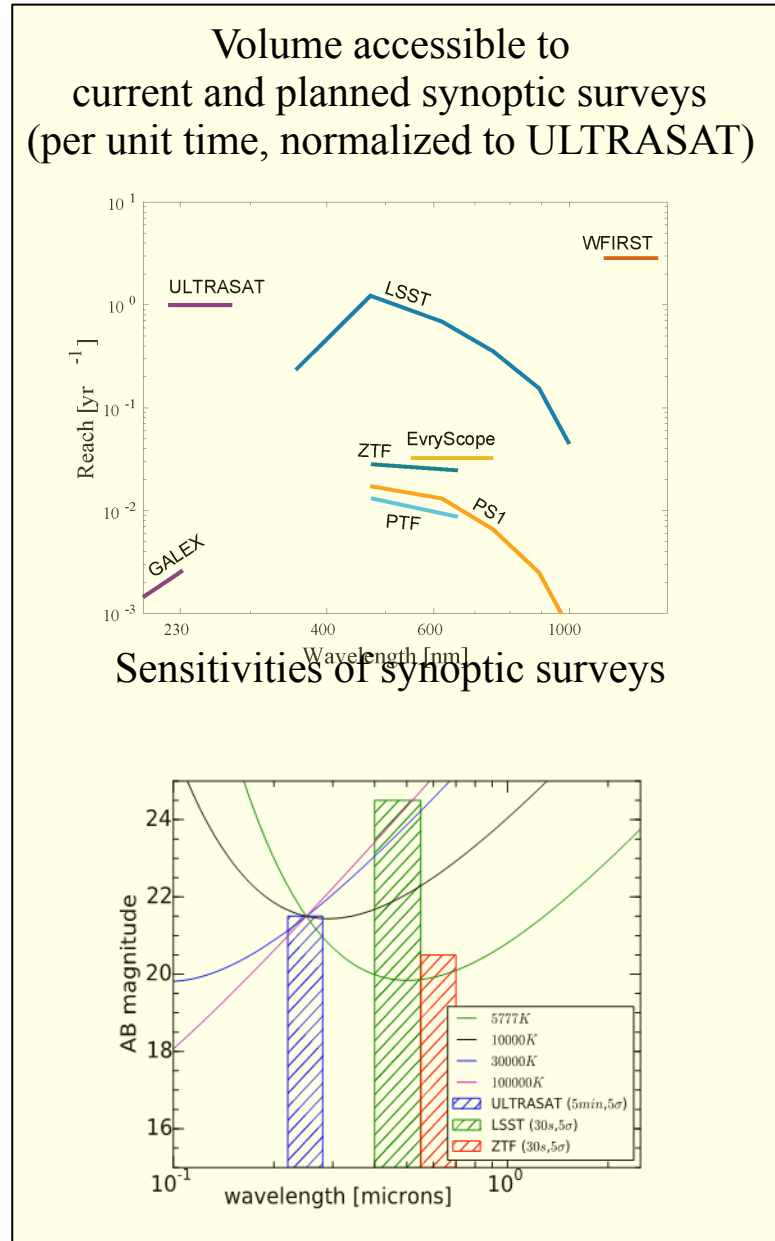 Volume accessible to
current and planned synoptic surveys
(per unit time, normalized to ULTRASAT)
10 1
WFIRST
ULTRASAT
LSST
10 0
Reach [yr -1]
10 -1
EvryScope
ZTF
10 -2
PS1
PTF
GALEX
10 -3
230 400 600 1000
Wavelength [nm]
Sensitivities of synoptic surveys
24
22
20
18
16
AB magnitude
5777K
10000K
30000K
100000K
ULTRASAT (5min,5σ)
LSST (30s,5σ)
ZTF (30s,5σ)
10-1 100
wavelength [microns]